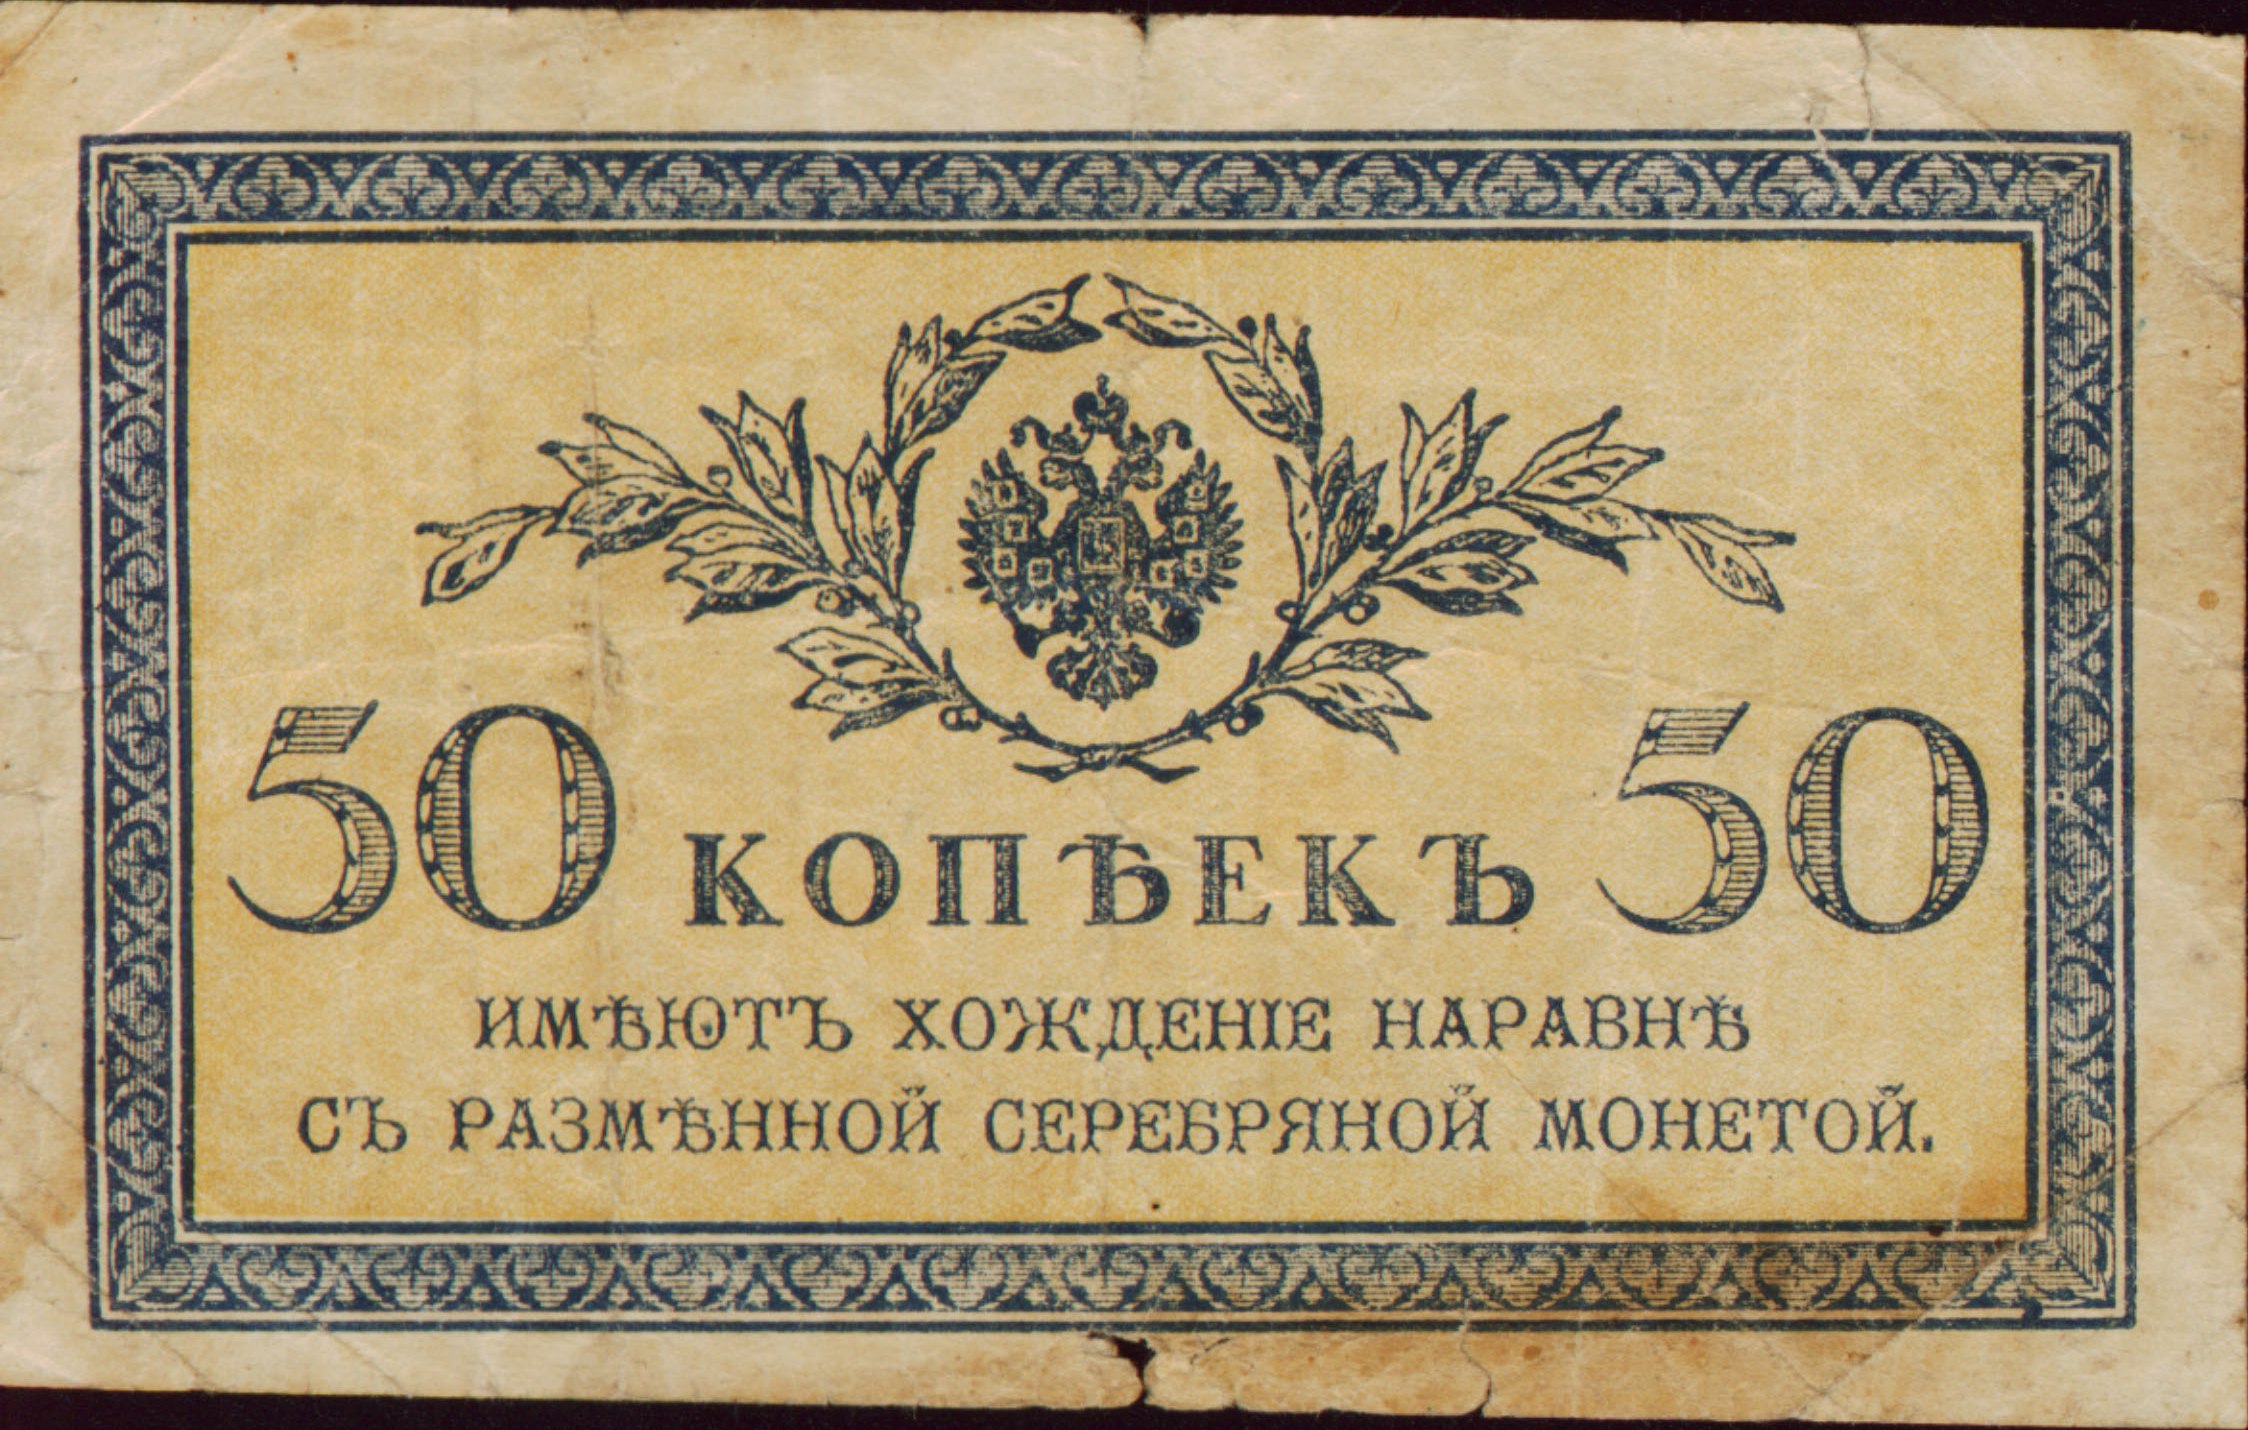 50 КОПѢЕКЪ 50
ИМѢЮТЪ ХОЖДЕНІЕ НАРАВНѢ
СЪ РАЗМѢННОЙ СЕРЕБРЯНОЙ МОНЕТОЙ.